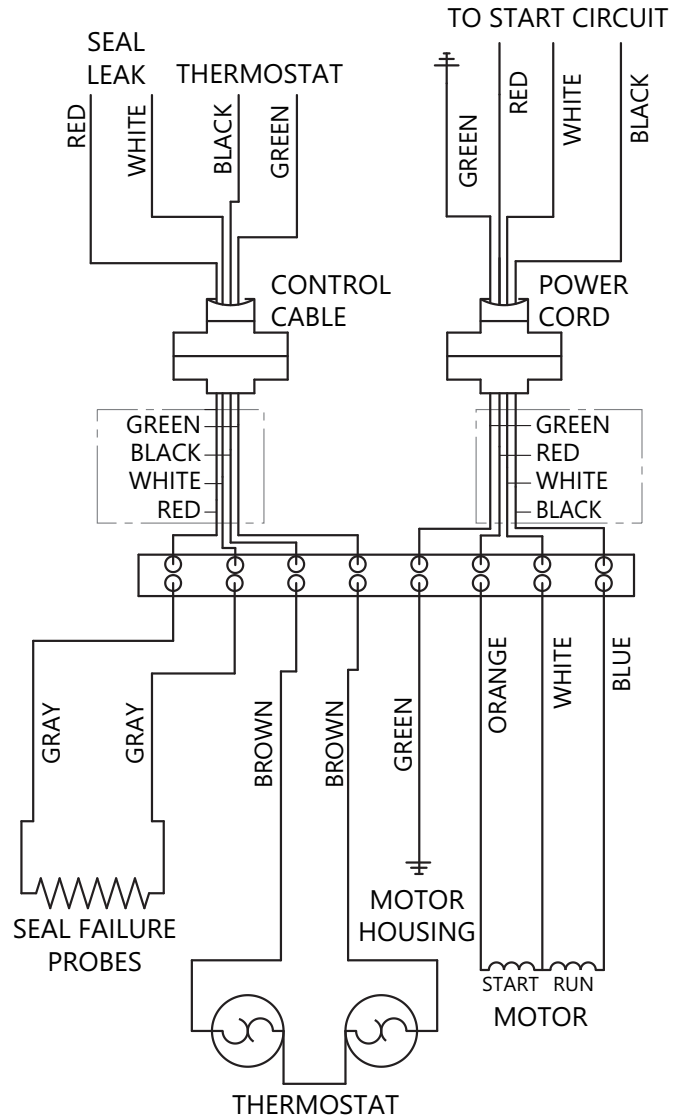 TO START CIRCUIT
SEAL
LEAK
THERMOSTAT
RED
WHITE
BLACK
GREEN
GREEN
RED
WHITE
BLACK
CONTROL
CABLE
POWER
CORD
GREEN
BLACK
WHITE
RED
GREEN
RED
WHITE
BLACK
GRAY
GRAY
BROWN
BROWN
GREEN
ORANGE
WHITE
BLUE
SEAL FAILURE
PROBES
MOTOR
HOUSING
START
RUN
MOTOR
THERMOSTAT